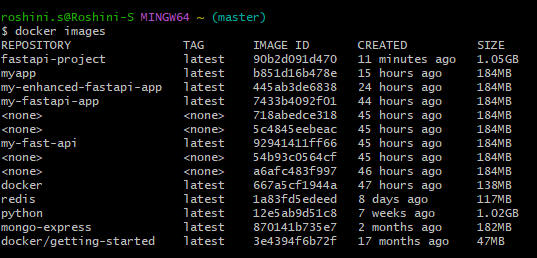 roshini.s@Roshini-S MINGW64 ~ (master)
$ docker images
REPOSITORY TAG IMAGE ID CREATED SIZE
fastapi-project latest 90b2d091d470 11 minutes ago 1.05GB
myapp latest b851d16b478e 15 hours ago 184MB
my-enhanced-fastapi-app latest 445ab3de6838 24 hours ago 184MB
my-fastapi-app latest 7433b4092f01 44 hours ago 184MB
<none> <none> 718abedce318 45 hours ago 184MB
<none> <none> 5c4845eebeac 45 hours ago 184MB
my-fast-api latest 92941411ff66 45 hours ago 184MB
<none> <none> 54b93c0564cf 45 hours ago 184MB
<none> <none> a6afc483f997 46 hours ago 184MB
docker latest 667a5cf1944a 47 hours ago 138MB
redis latest 1a83fd5edeed 8 days ago 117MB
python latest 12e5ab9d51c8 7 weeks ago 1.02GB
mongo-express latest 870141b735e7 2 months ago 182MB
docker/getting-started latest 3e4394f6b72f 17 months ago 47MB